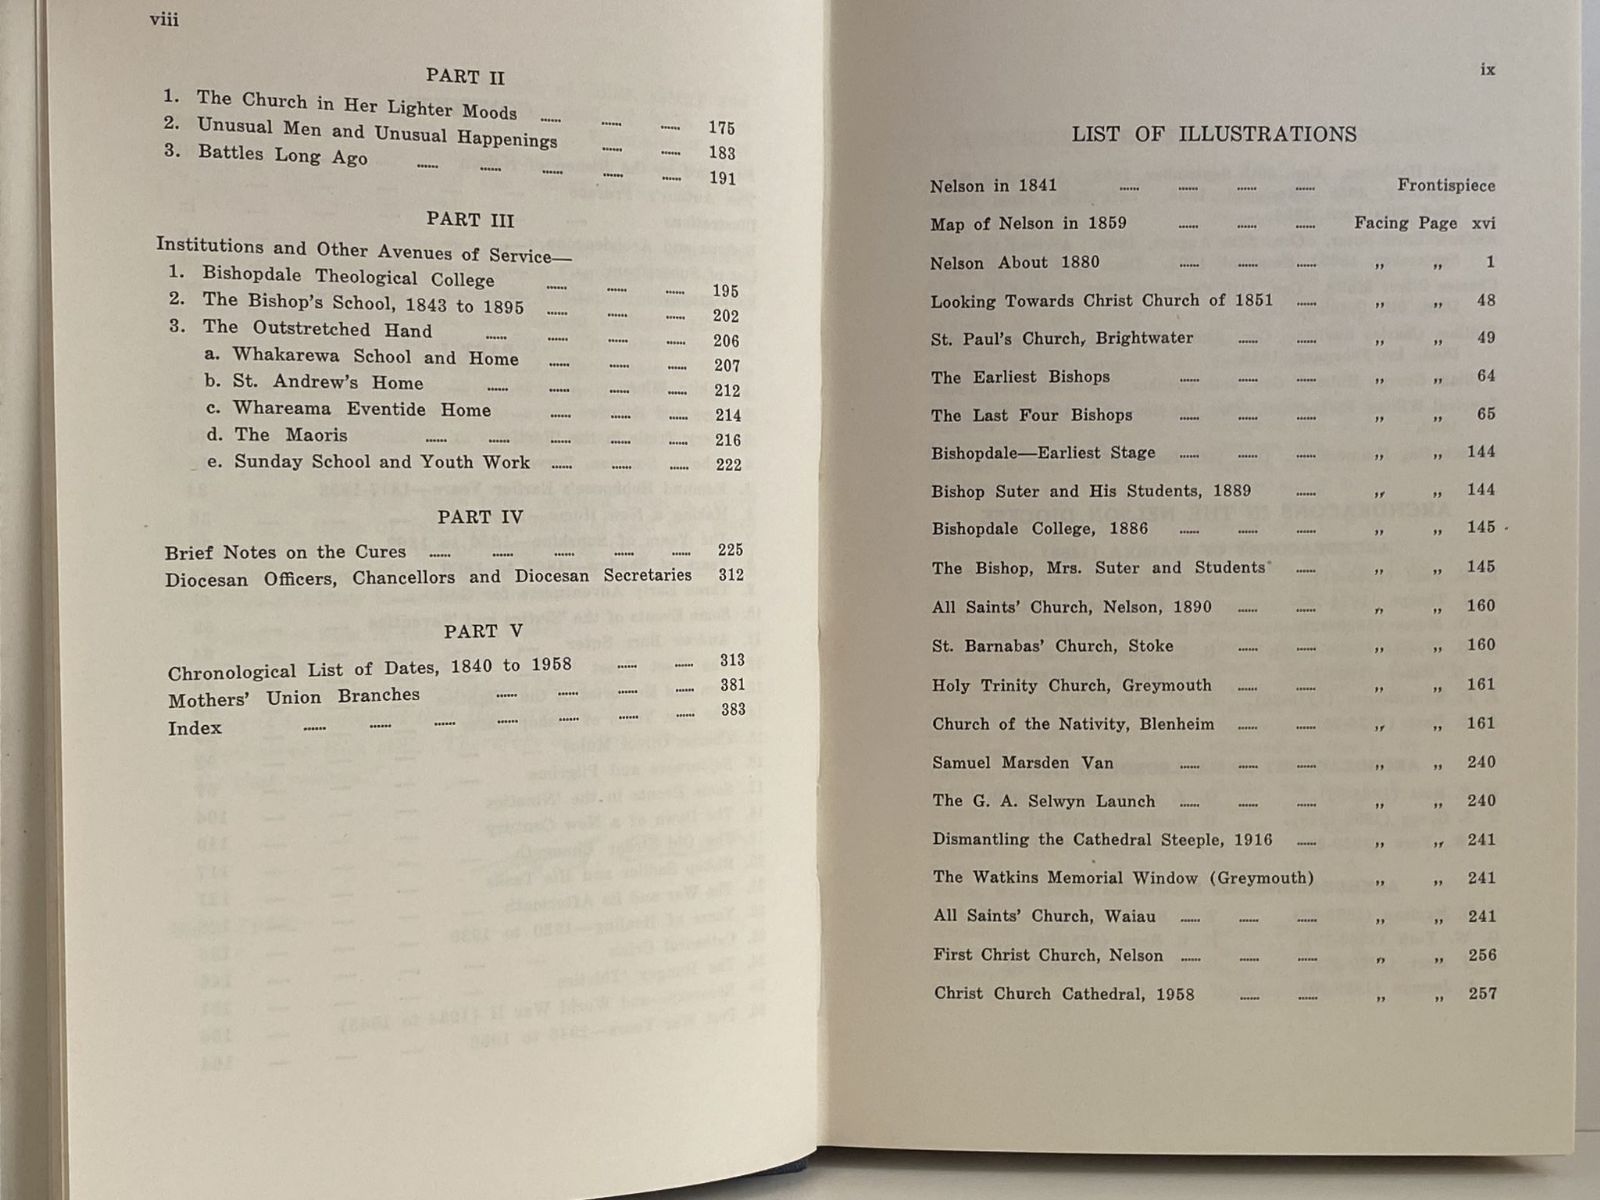 viii
PART II
1. The Church in Her Lighter Moods ...... ...... ...... 175
2. Unusual Men and Unusual Happenings ...... ...... 183
3. Battles Long Ago ...... ...... ...... ...... ...... 191
PART III
Institutions and Other Avenues of Service—
1. Bishopdale Theological College ...... ...... ...... 195
2. The Bishop's School, 1843 to 1895 ...... ...... ...... 202
3. The Outstretched Hand ...... ...... ...... ...... 206
a. Whakarewa School and Home ...... ...... ...... 207
b. St. Andrew's Home ...... ...... ...... ...... 212
c. Whareama Eventide Home ...... ...... ...... 214
d. The Maoris ...... ...... ...... ...... ...... 216
e. Sunday School and Youth Work ...... ...... ...... 222
PART IV
Brief Notes on the Cures ...... ...... ...... ...... ...... 225
Diocesan Officers, Chancellors and Diocesan Secretaries 312
PART V
Chronological List of Dates, 1840 to 1958 ...... ...... 313
Mothers' Union Branches ...... ...... ...... ...... 381
Index ...... ...... ...... ...... ...... ...... ...... 383
ix
LIST OF ILLUSTRATIONS
Nelson in 1841 ...... ...... ...... ...... Frontispiece
Map of Nelson in 1859 ...... ...... ...... Facing Page xvi
Nelson About 1880 ...... ...... ...... ,, ,, 1
Looking Towards Christ Church of 1851 ...... ,, ,, 48
St. Paul's Church, Brightwater ...... ...... ,, ,, 49
The Earliest Bishops ...... ...... ...... ,, ,, 64
The Last Four Bishops ...... ...... ...... ,, ,, 65
Bishopdale—Earliest Stage ...... ...... ...... ,, ,, 144
Bishop Suter and His Students, 1889 ...... ,, ,, 144
Bishopdale College, 1886 ...... ...... ...... ,, ,, 145
The Bishop, Mrs. Suter and Students ...... ,, ,, 145
All Saints' Church, Nelson, 1890 ...... ...... ,, ,, 160
St. Barnabas' Church, Stoke ...... ...... ,, ,, 160
Holy Trinity Church, Greymouth ...... ...... ,, ,, 161
Church of the Nativity, Blenheim ...... ...... ,, ,, 161
Samuel Marsden Van ...... ...... ...... ,, ,, 240
The G. A. Selwyn Launch ...... ...... ...... ,, ,, 240
Dismantling the Cathedral Steeple, 1916 ...... ,, ,, 241
The Watkins Memorial Window (Greymouth) ,, ,, 241
All Saints' Church, Waiau ...... ...... ...... ,, ,, 241
First Christ Church, Nelson ...... ...... ...... ,, ,, 256
Christ Church Cathedral, 1958 ...... ...... ,, ,, 257